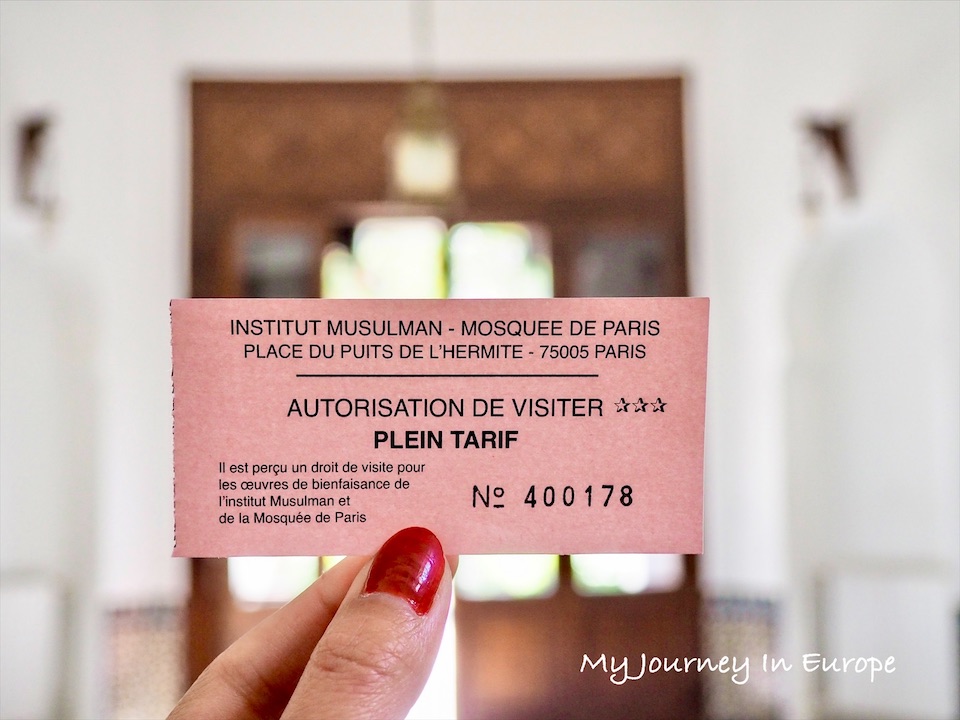 INSTITUT MUSULMAN - MOSQUEE DE PARIS
PLACE DU PUITS DE L'HERMITE - 75005 PARIS
AUTORISATION DE VISITER ✰✰✰
PLEIN TARIF
Il est perçu un droit de visite pour
les œuvres de bienfaisance de
l'institut Musulman et
de la Mosquée de Paris
Nº 400178
My Journey In Europe